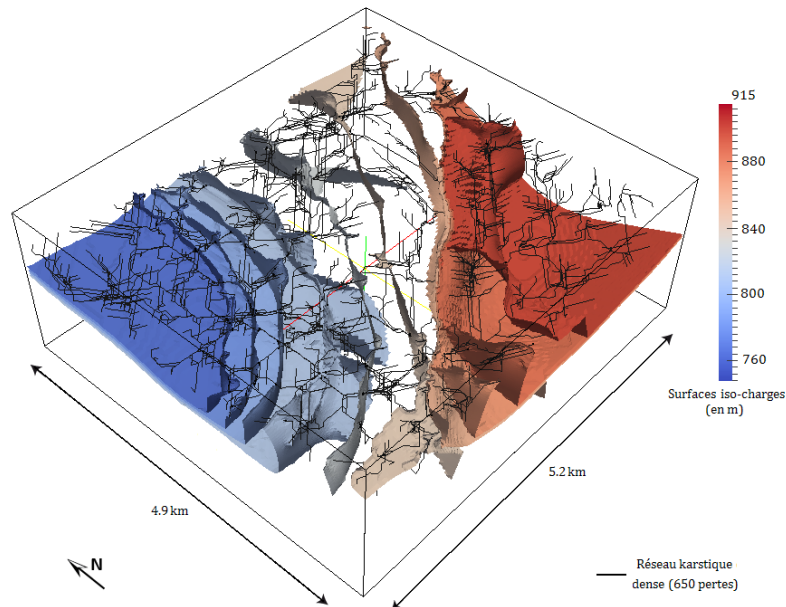 915
880
840
800
760
Surfaces iso-charges
(en m)
5.2 km
4.9 km
N
Réseau karstique
dense (650 pertes)